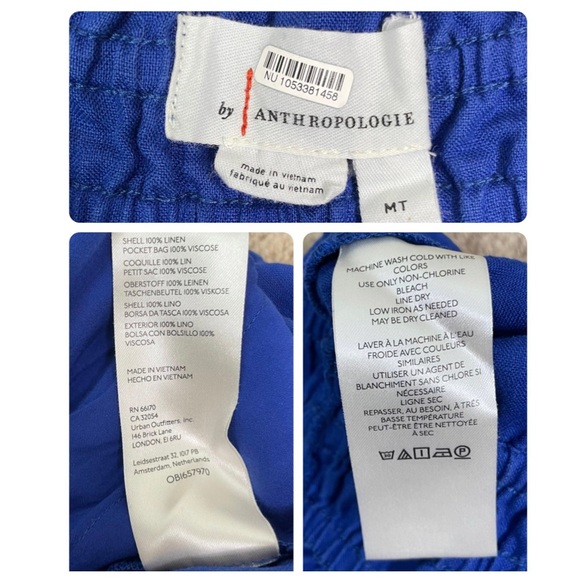 NU 1053381458
by ANTHROPOLOGIE
made in vietnam
fabriqué au vietnam
MT
SHELL 100% LINEN
POCKET BAG 100% VISCOSE
COQUILLE 100% LIN
PETIT SAC 100% VISCOSE
OBERSTOFF 100% LEINEN
TASCHENBEUTEL 100% VISKOSE
SHELL 100% LINO
BORSA DA TASCA 100% VISCOSA
EXTERIOR 100% LINO
BOLSA CON BOLSILLO 100%
VISCOSA
MADE IN VIETNAM
HECHO EN VIETNAM
RN 66170
CA 32054
Urban Outfitters, Inc.
146 Brick Lane
LONDON, E1 6RU
Leidsestraat 32, 1017 PB
Amsterdam, Netherlands
OB1657970
MACHINE WASH COLD WITH LIKE
COLORS
USE ONLY NON-CHLORINE
BLEACH
LINE DRY
LOW IRON AS NEEDED
MAY BE DRY CLEANED
LAVER À LA MACHINE À L'EAU
FROIDE AVEC COULEURS
SIMILAIRES
UTILISER UN AGENT DE
BLANCHIMENT SANS CHLORE SI
NÉCESSAIRE
LIGNE SEC
REPASSER, AU BESOIN, À TRÈS
BASSE TEMPÉRATURE
PEUT-ÊTRE ÊTRE NETTOYÉE
À SEC